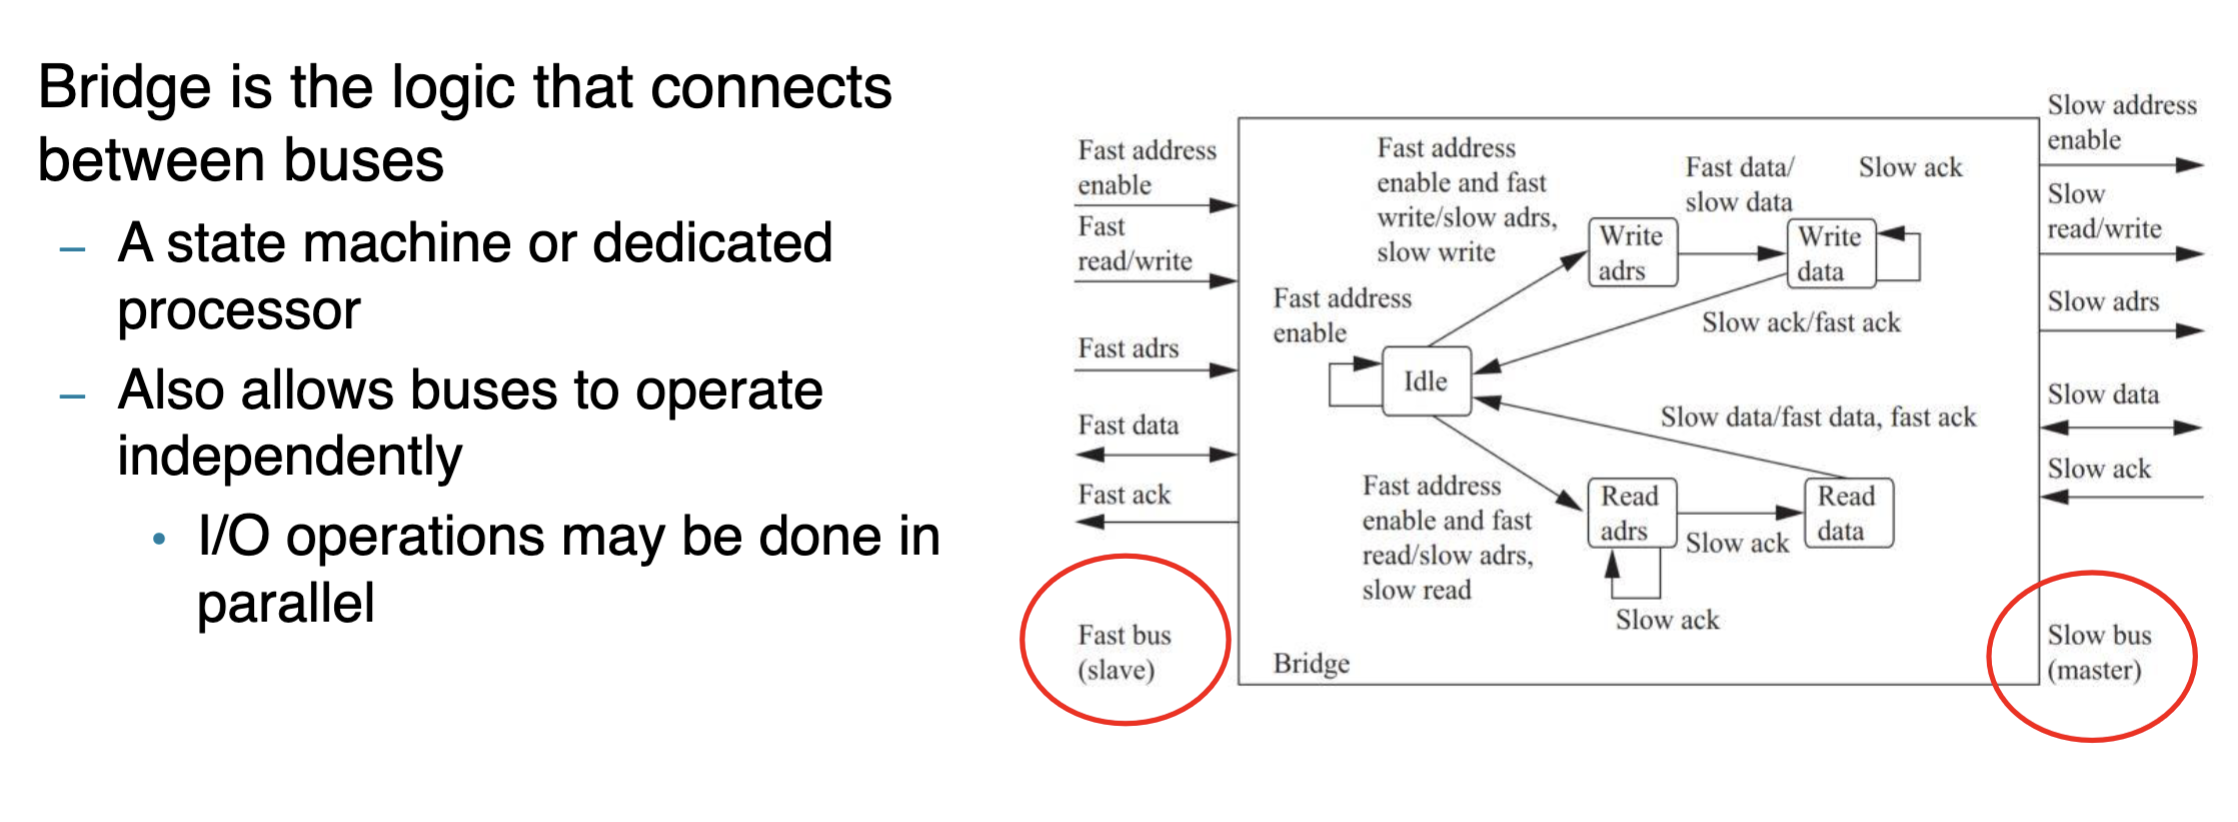 Bridge is the logic that connects
between buses
– A state machine or dedicated
processor
– Also allows buses to operate
independently
• I/O operations may be done in
parallel
Fast address
enable
Fast
read/write
Fast adrs
Fast data
Fast ack
Fast bus
(slave)
Fast address
enable and fast
write/slow adrs,
slow write
Fast data/
slow data
Slow ack
Write
adrs
Write
data
Fast address
enable
Slow ack/fast ack
Idle
Slow data/fast data, fast ack
Fast address
enable and fast
read/slow adrs,
slow read
Read
adrs
Slow ack
Read
data
Slow ack
Bridge
Slow address
enable
Slow
read/write
Slow adrs
Slow data
Slow ack
Slow bus
(master)